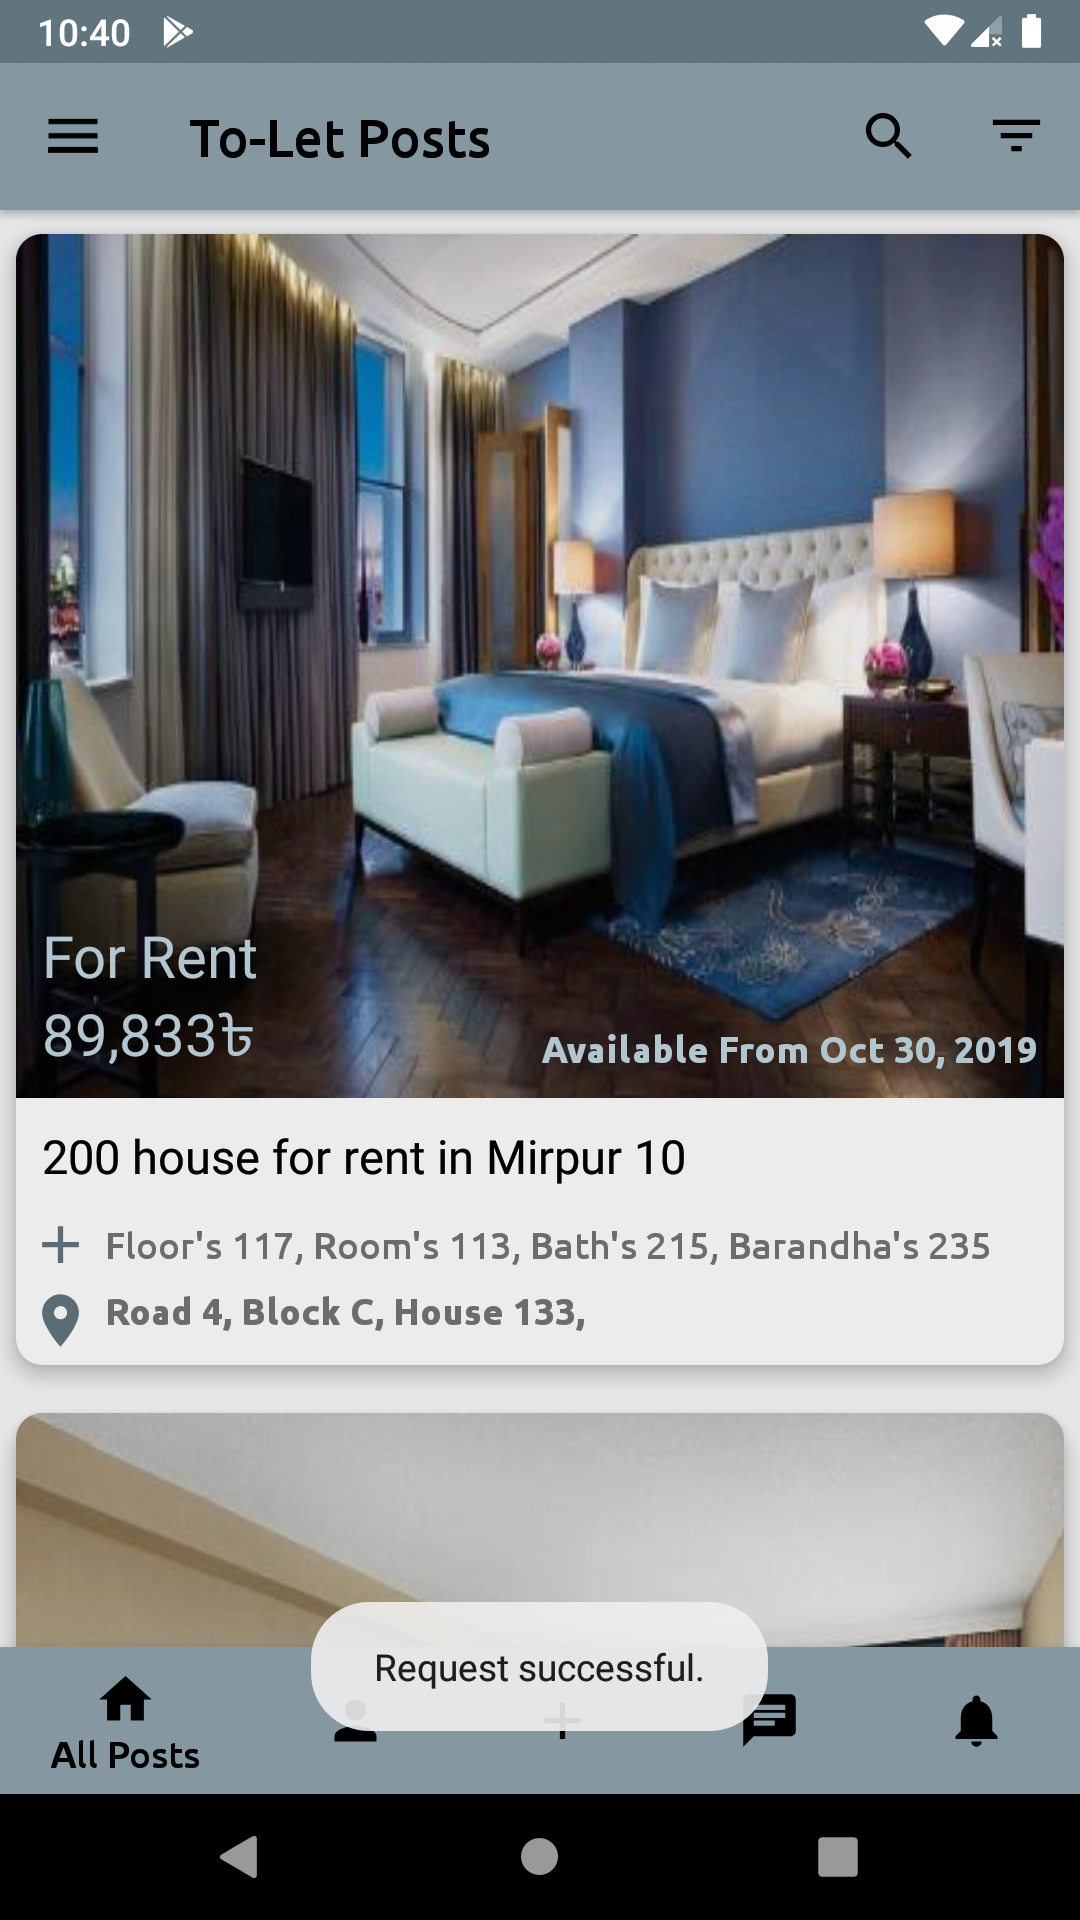 10:40
To-Let Posts
For Rent
89,833৳
Available From Oct 30, 2019
200 house for rent in Mirpur 10
Floor's 117, Room's 113, Bath's 215, Barandha's 235
Road 4, Block C, House 133,
Request successful.
All Posts